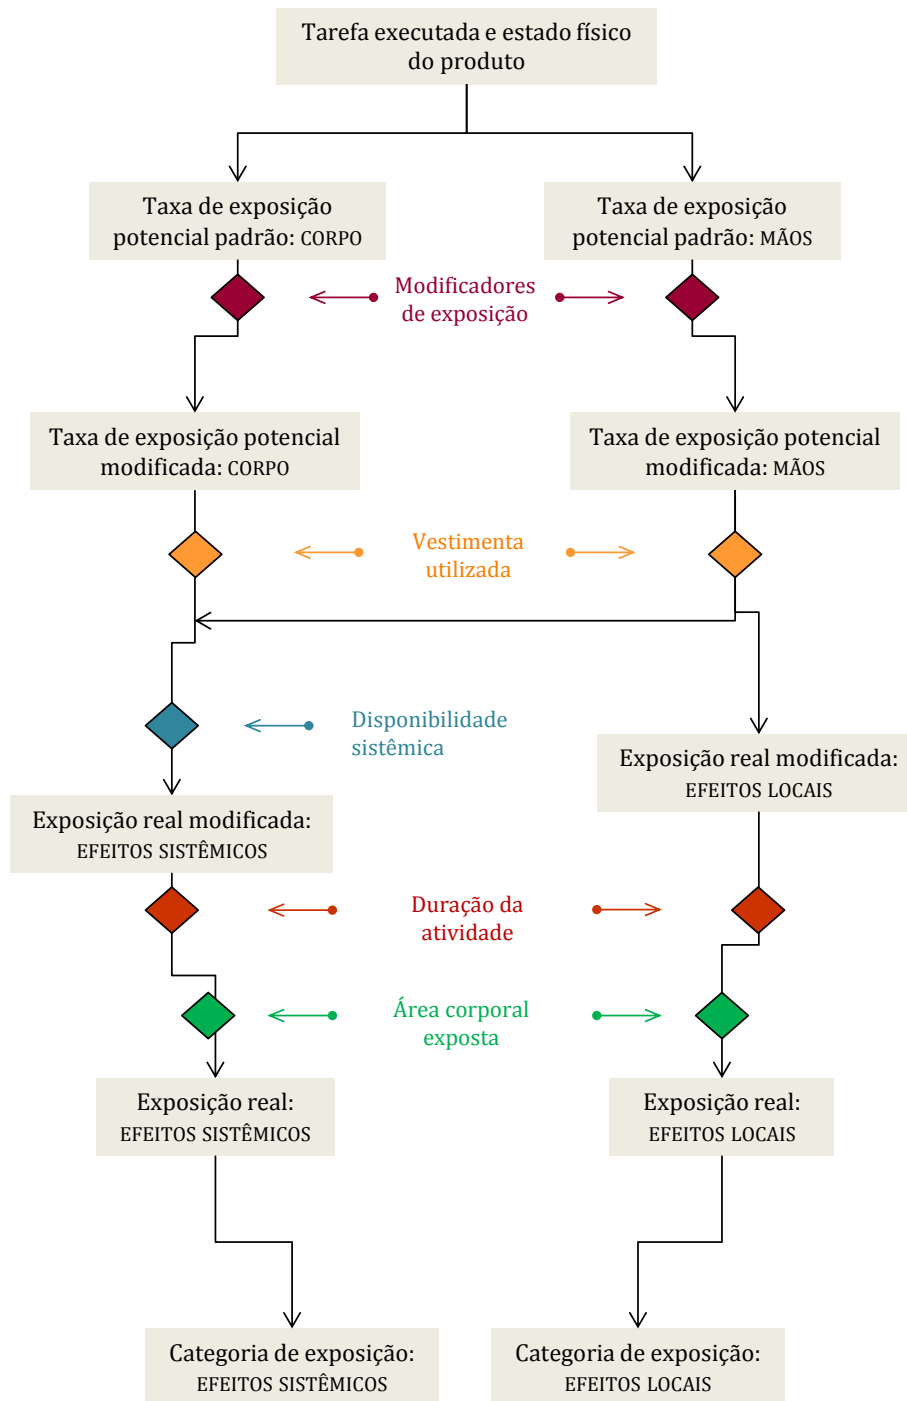 Tarefa executada e estado físico
do produto
Taxa de exposição
potencial padrão: CORPO
Taxa de exposição
potencial padrão: MÃOS
Modificadores
de exposição
Taxa de exposição potencial
modificada: CORPO
Taxa de exposição potencial
modificada: MÃOS
Vestimenta
utilizada
Disponibilidade
sistêmica
Exposição real modificada:
EFEITOS LOCAIS
Exposição real modificada:
EFEITOS SISTÊMICOS
Duração da
atividade
Área corporal
exposta
Exposição real:
EFEITOS SISTÊMICOS
Exposição real:
EFEITOS LOCAIS
Categoria de exposição:
EFEITOS SISTÊMICOS
Categoria de exposição:
EFEITOS LOCAIS